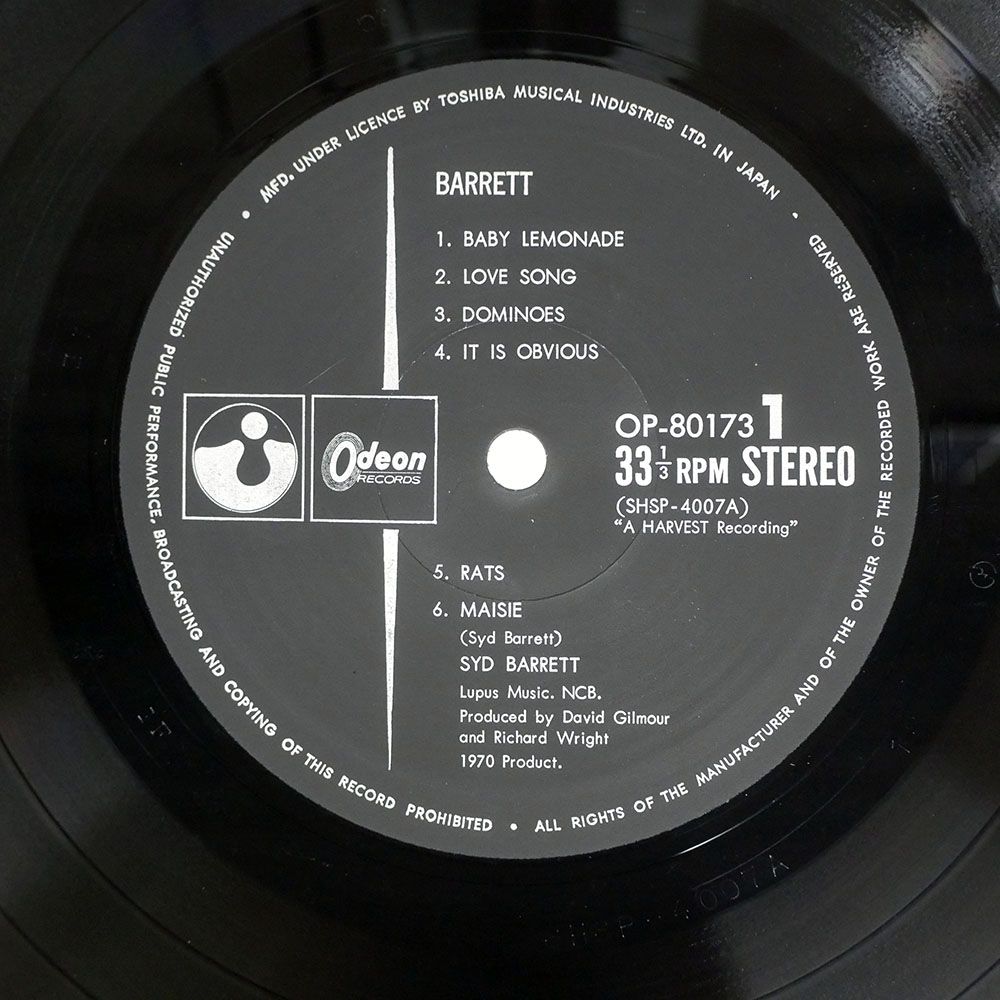 MFD. UNDER LICENCE BY TOSHIBA MUSICAL INDUSTRIES LTD. IN JAPAN
BARRETT
1. BABY LEMONADE
2. LOVE SONG
3. DOMINOES
4. IT IS OBVIOUS
Odeon
RECORDS
OP-80173 1
33 1/3 RPM STEREO
(SHSP-4007A)
"A HARVEST Recording"
5. RATS
6. MAISIE
(Syd Barrett)
SYD BARRETT
Lupus Music. NCB.
Produced by David Gilmour
and Richard Wright
1970 Product.
UNAUTHORIZED PUBLIC PERFORMANCE, BROADCASTING AND COPYING OF THIS RECORD PROHIBITED • ALL RIGHTS OF THE MANUFACTURER AND OF THE OWNER OF THE RECORDED WORK ARE RESERVED